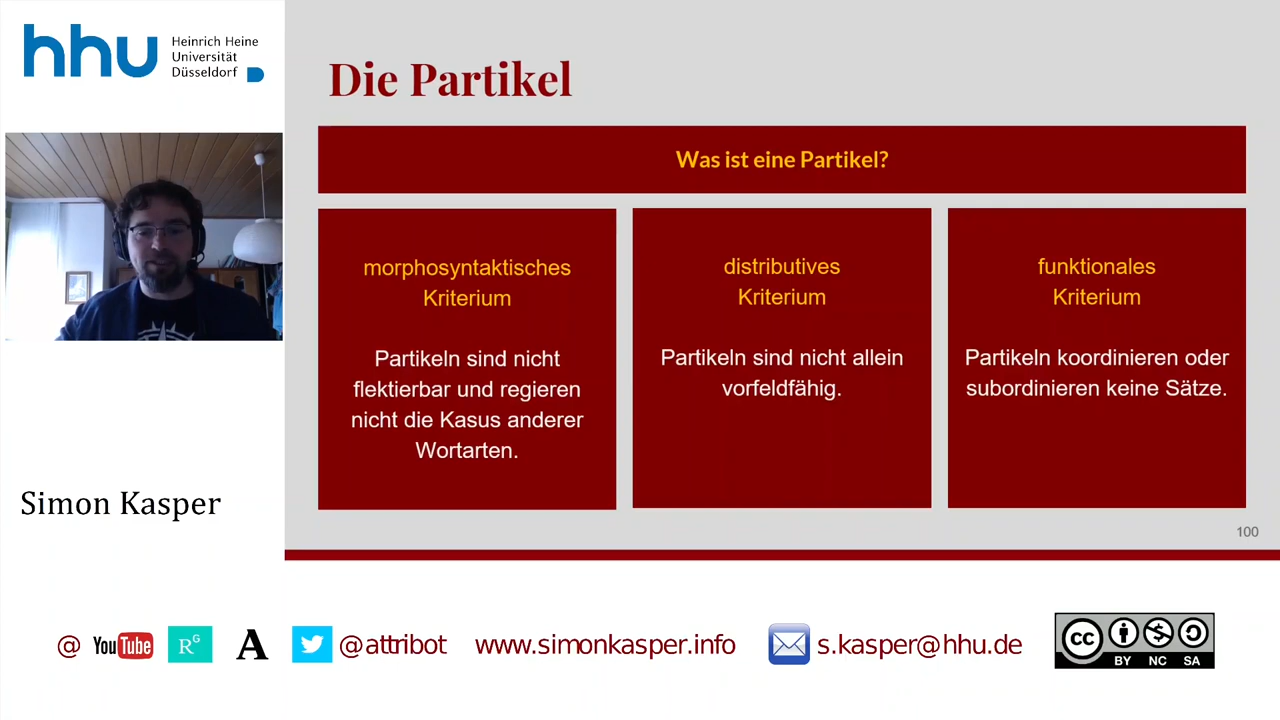 hhu
Heinrich Heine
Universität
Düsseldorf
Die Partikel
Was ist eine Partikel?
morphosyntaktisches
Kriterium
Partikeln sind nicht
flektierbar und regieren
nicht die Kasus anderer
Wortarten.
distributives
Kriterium
Partikeln sind nicht allein
vorfeldfähig.
funktionales
Kriterium
Partikeln koordinieren oder
subordinieren keine Sätze.
Simon Kasper
100
@ YouTube RG A @attribot www.simonkasper.info s.kasper@hhu.de
cc
BY NC SA